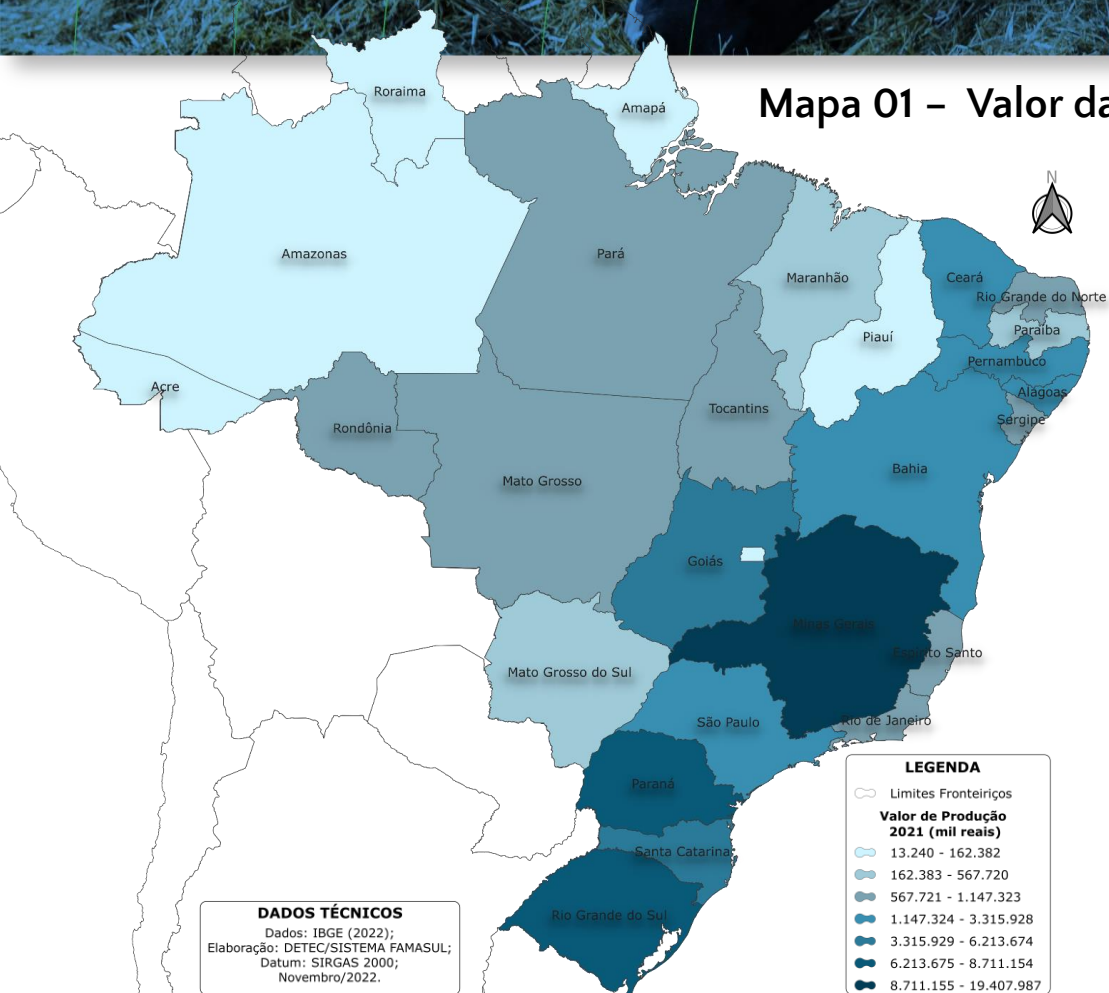 Mapa 01 – Valor da
N
Roraima
Amapá
Amazonas
Pará
Maranhão
Ceará
Rio Grande do Norte
Paraíba
Piauí
Pernambuco
Acre
Alagoas
Tocantins
Sergipe
Rondônia
Bahia
Mato Grosso
Goiás
Minas Gerais
Espírito Santo
Mato Grosso do Sul
São Paulo
Rio de Janeiro
Paraná
Santa Catarina
Rio Grande do Sul
LEGENDA
Limites Fronteiriços
Valor de Produção
2021 (mil reais)
13.240 - 162.382
162.383 - 567.720
567.721 - 1.147.323
1.147.324 - 3.315.928
3.315.929 - 6.213.674
6.213.675 - 8.711.154
8.711.155 - 19.407.987
DADOS TÉCNICOS
Dados: IBGE (2022);
Elaboração: DETEC/SISTEMA FAMASUL;
Datum: SIRGAS 2000;
Novembro/2022.